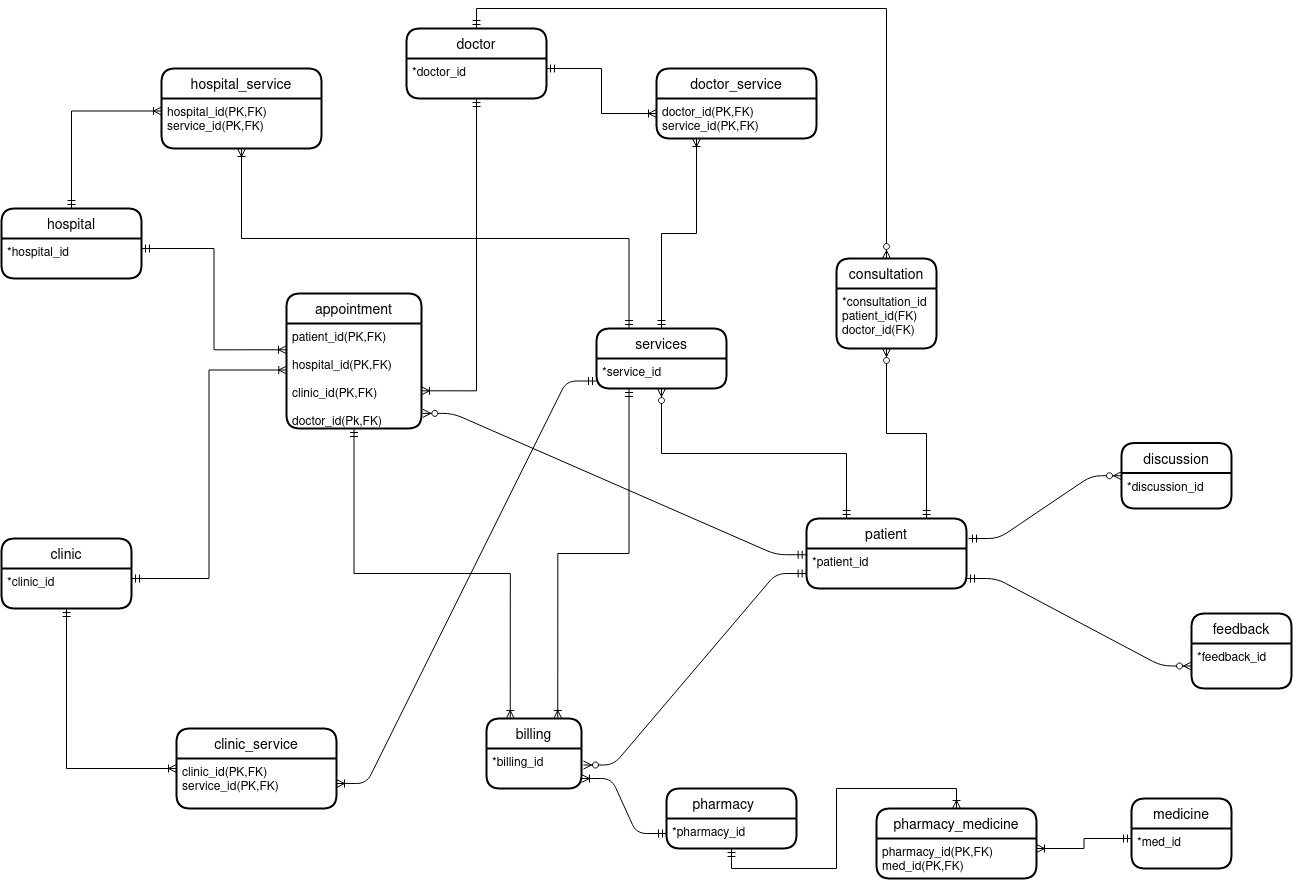 doctor
*doctor_id
hospital_service
hospital_id(PK,FK)
service_id(PK,FK)
doctor_service
doctor_id(PK,FK)
service_id(PK,FK)
hospital
*hospital_id
consultation
*consultation_id
patient_id(FK)
doctor_id(FK)
appointment
patient_id(PK,FK)
hospital_id(PK,FK)
clinic_id(PK,FK)
doctor_id(Pk,FK)
services
*service_id
discussion
*discussion_id
patient
*patient_id
clinic
*clinic_id
feedback
*feedback_id
clinic_service
clinic_id(PK,FK)
service_id(PK,FK)
billing
*billing_id
pharmacy
*pharmacy_id
pharmacy_medicine
pharmacy_id(PK,FK)
med_id(PK,FK)
medicine
*med_id